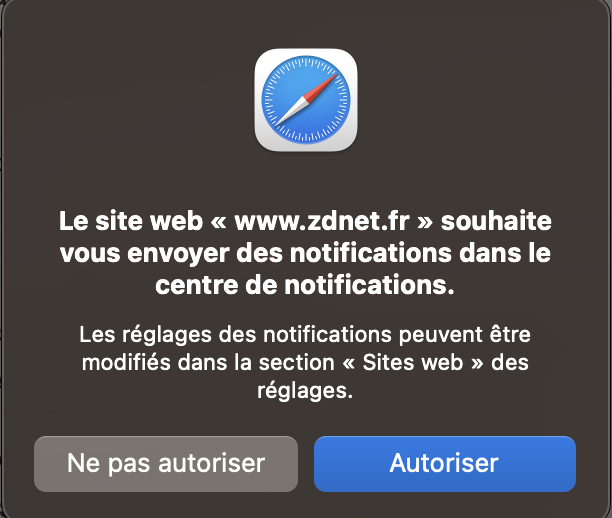 Le site web « www.zdnet.fr » souhaite
vous envoyer des notifications dans le
centre de notifications.
Les réglages des notifications peuvent être
modifiés dans la section « Sites web » des
réglages.
Ne pas autoriser
Autoriser